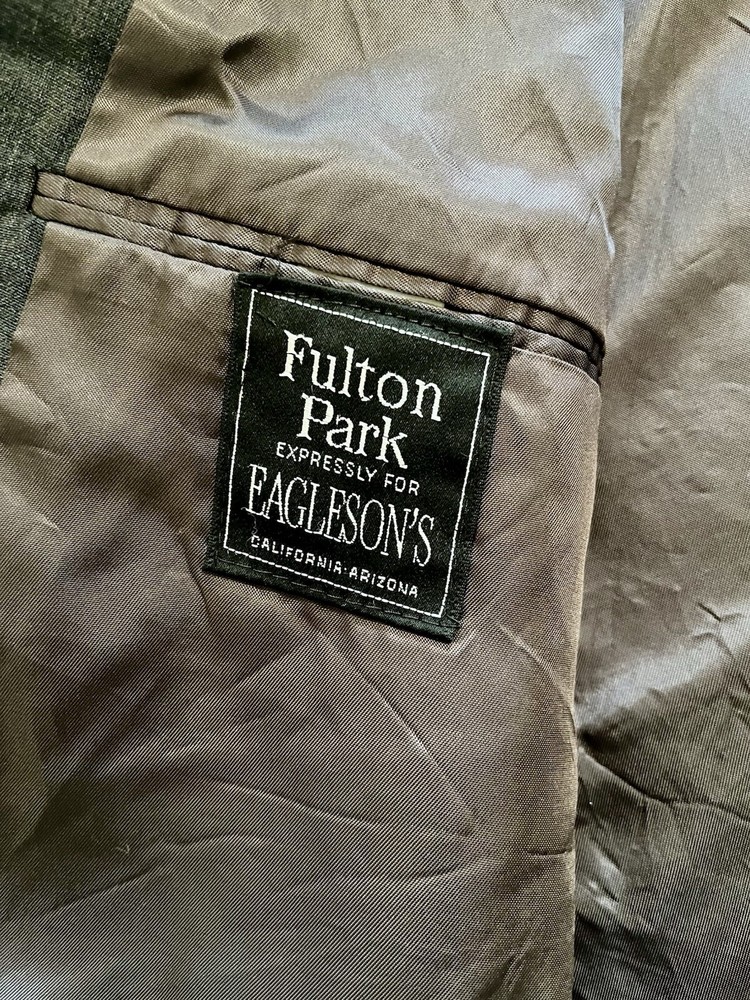 Fulton
Park
EXPRESSLY FOR
EAGLESON'S
CALIFORNIA-ARIZONA